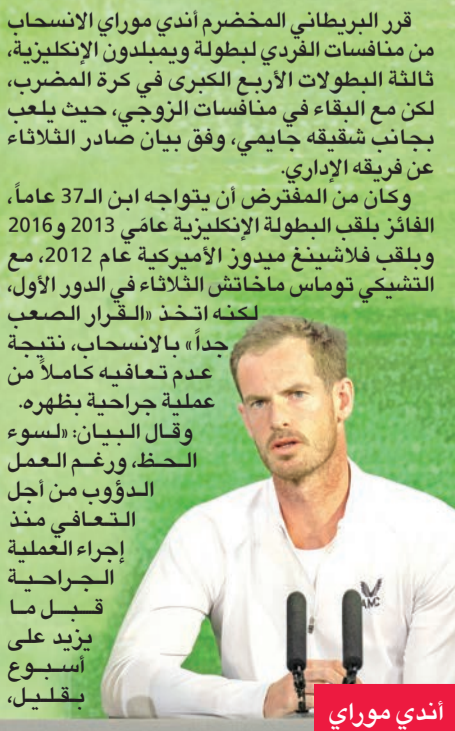 قرر البريطاني المخضرم أندي موراي الانسحاب
من منافسات الفردي لبطولة ويمبلدون الإنكليزية،
ثالثة البطولات الأربع الكبرى في كرة المضرب،
لكن مع البقاء في منافسات الزوجي، حيث يلعب
بجانب شقيقه جايمي، وفق بيان صادر الثلاثاء
عن فريقه الإداري.
وكان من المفترض أن يتواجه ابن الـ37 عاماً،
الفائز بلقب البطولة الإنكليزية عامَي 2013 و2016
وبلقب فلاشينغ ميدوز الأميركية عام 2012، مع
التشيكي توماس ماخاتش الثلاثاء في الدور الأول،
لكنه اتخذ «القرار الصعب
جداً» بالانسحاب، نتيجة
عدم تعافيه كاملاً من
عملية جراحية بظهره.
وقال البيان: «لسوء
الحظ، ورغم العمل
الدؤوب من أجل
التعافي منذ
إجراء العملية
الجراحية
قبل ما
يزيد على
أسبوع
بقليل،
AMC
أندي موراي